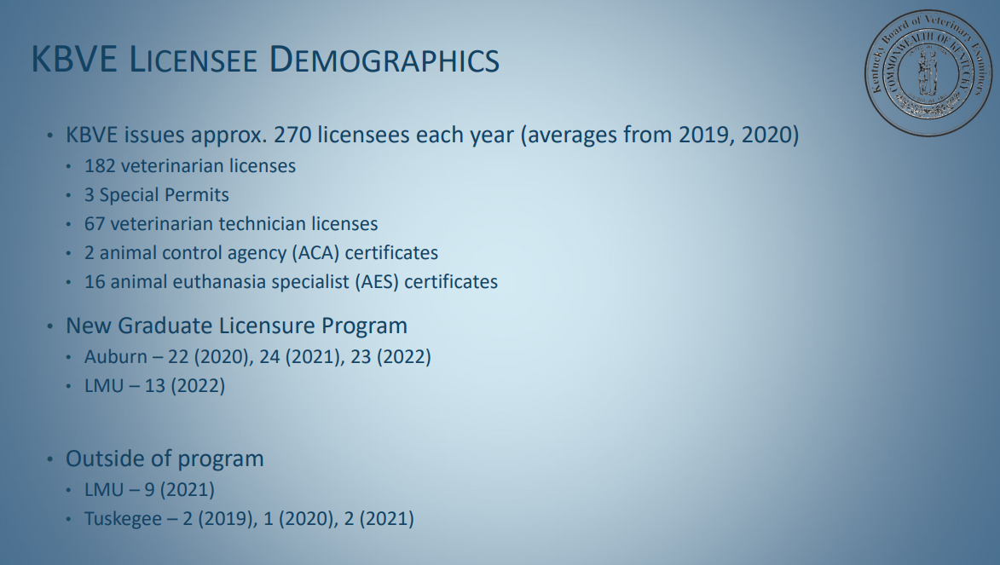 KBVE LICENSEE DEMOGRAPHICS
Kentucky Board of Veterinary Examiners
COMMONWEALTH OF KENTUCKY
• KBVE issues approx. 270 licensees each year (averages from 2019, 2020)
• 182 veterinarian licenses
• 3 Special Permits
• 67 veterinarian technician licenses
• 2 animal control agency (ACA) certificates
• 16 animal euthanasia specialist (AES) certificates
• New Graduate Licensure Program
• Auburn – 22 (2020), 24 (2021), 23 (2022)
• LMU – 13 (2022)
• Outside of program
• LMU – 9 (2021)
• Tuskegee – 2 (2019), 1 (2020), 2 (2021)